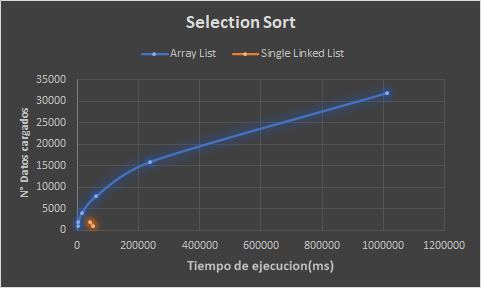 Selection Sort
Array List Single Linked List
N° Datos cargados
35000
30000
25000
20000
15000
10000
5000
0
0 200000 400000 600000 800000 1000000 1200000
Tiempo de ejecucion(ms)